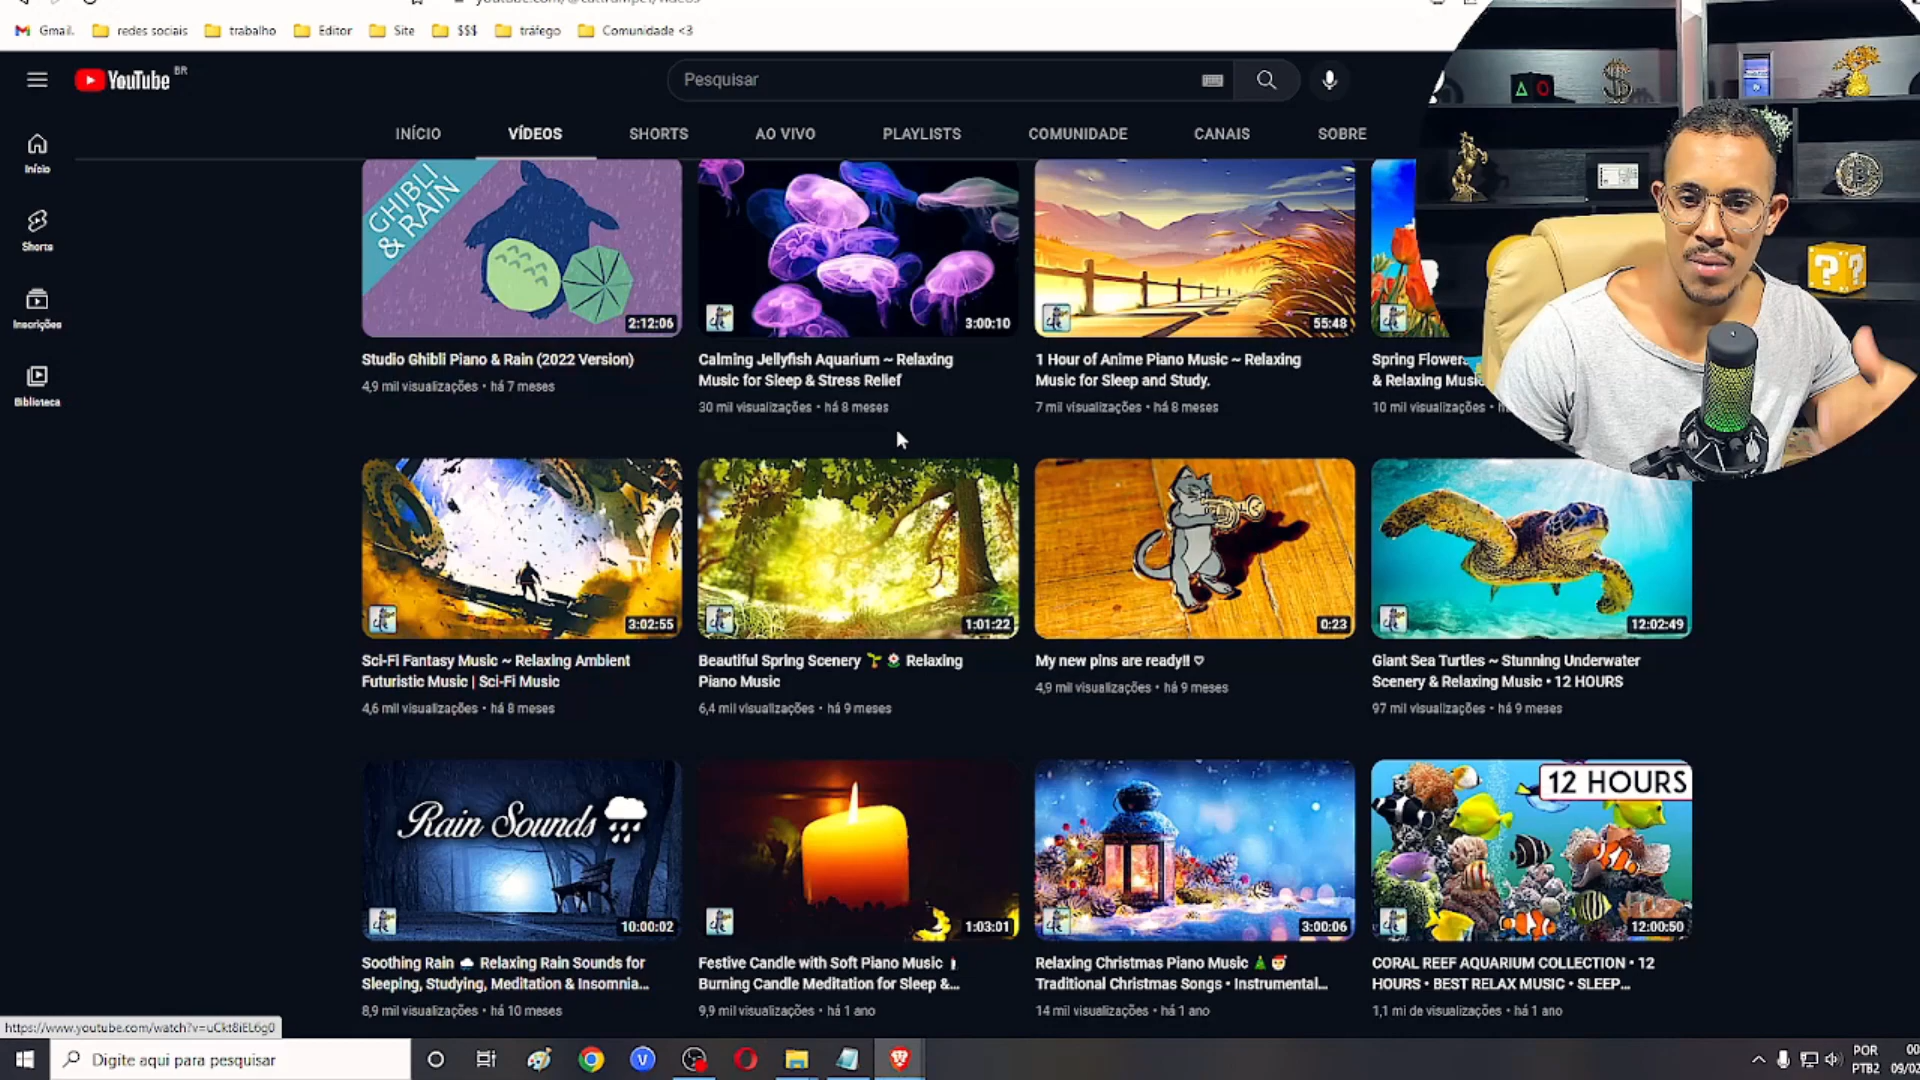 Gmail
redes sociais
trabalho
Editor
Site
$$$
tráfego
Comunidade <3
YouTube BR
Pesquisar
INÍCIO
VÍDEOS
SHORTS
AO VIVO
PLAYLISTS
COMUNIDADE
CANAIS
SOBRE
Início
Shorts
Inscrições
Biblioteca
GHIBLI
& RAIN
2:12:06
3:00:10
55:48
Studio Ghibli Piano & Rain (2022 Version)
4,9 mil visualizações • há 7 meses
Calming Jellyfish Aquarium ~ Relaxing
Music for Sleep & Stress Relief
30 mil visualizações • há 8 meses
1 Hour of Anime Piano Music ~ Relaxing
Music for Sleep and Study.
7 mil visualizações • há 8 meses
Spring
& Relaxing
10 mil visualizações
3:02:55
1:01:22
0:23
12:02:49
Sci-Fi Fantasy Music ~ Relaxing Ambient
Futuristic Music | Sci-Fi Music
4,6 mil visualizações • há 8 meses
Beautiful Spring Scenery 🌱 🌸 Relaxing
Piano Music
6,4 mil visualizações • há 9 meses
My new pins are ready!! ♡
4,9 mil visualizações • há 9 meses
Giant Sea Turtles ~ Stunning Underwater
Scenery & Relaxing Music • 12 HOURS
97 mil visualizações • há 9 meses
Rain Sounds
12 HOURS
10:00:02
1:03:01
3:00:06
12:00:50
Soothing Rain 🌧 Relaxing Rain Sounds for
Sleeping, Studying, Meditation & Insomnia...
8,9 mil visualizações • há 10 meses
Festive Candle with Soft Piano Music
Burning Candle Meditation for Sleep &...
9,9 mil visualizações • há 1 ano
Relaxing Christmas Piano Music 🎄 🎅
Traditional Christmas Songs • Instrumental...
14 mil visualizações • há 1 ano
CORAL REEF AQUARIUM COLLECTION • 12
HOURS • BEST RELAX MUSIC • SLEEP...
1,1 mi de visualizações • há 1 ano
https://www.youtube.com/watch?v=uCkt8iEL6g0
Digite aqui para pesquisar
POR
PTB2